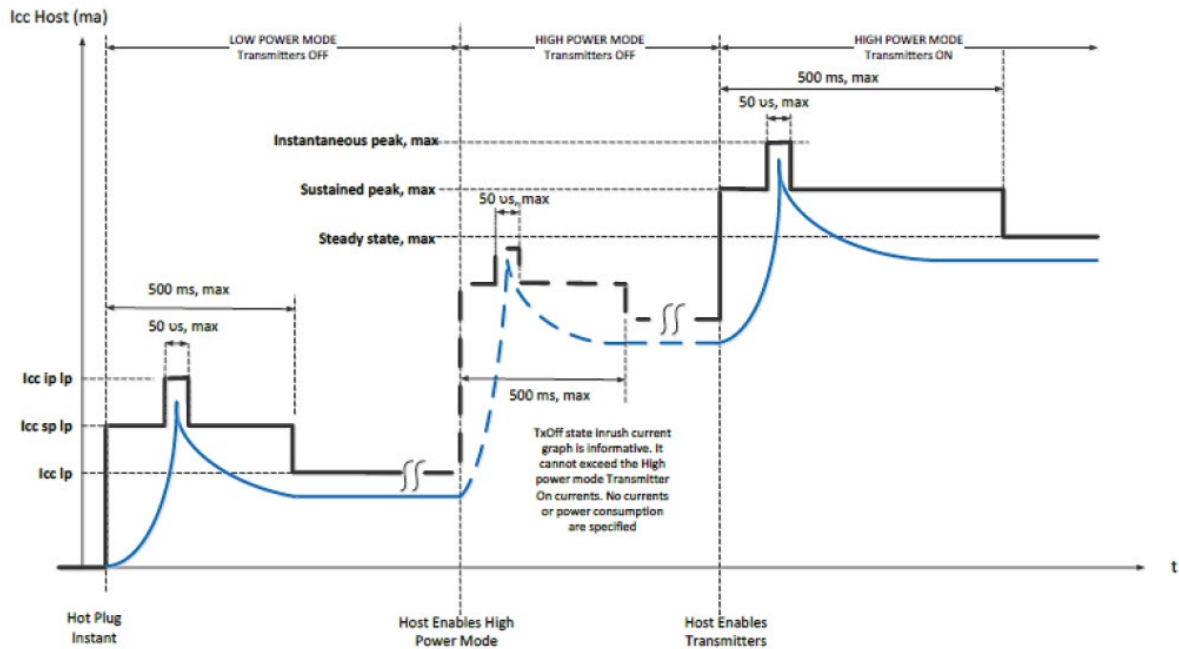 Icc Host (ma)
LOW POWER MODE
Transmitters OFF
HIGH POWER MODE
Transmitters OFF
HIGH POWER MODE
Transmitters ON
500 ms, max
50 υs, max
Instantaneous peak, max
Sustained peak, max
50 υs, max
Steady state, max
500 ms, max
50 υs, max
Icc ip lp
500 ms, max
Icc sp lp
TxOff state inrush current
graph is informative. It
cannot exceed the High
power mode Transmitter
On currents. No currents
or power consumption
are specified
Icc lp
t
Hot Plug
Instant
Host Enables High
Power Mode
Host Enables
Transmitters